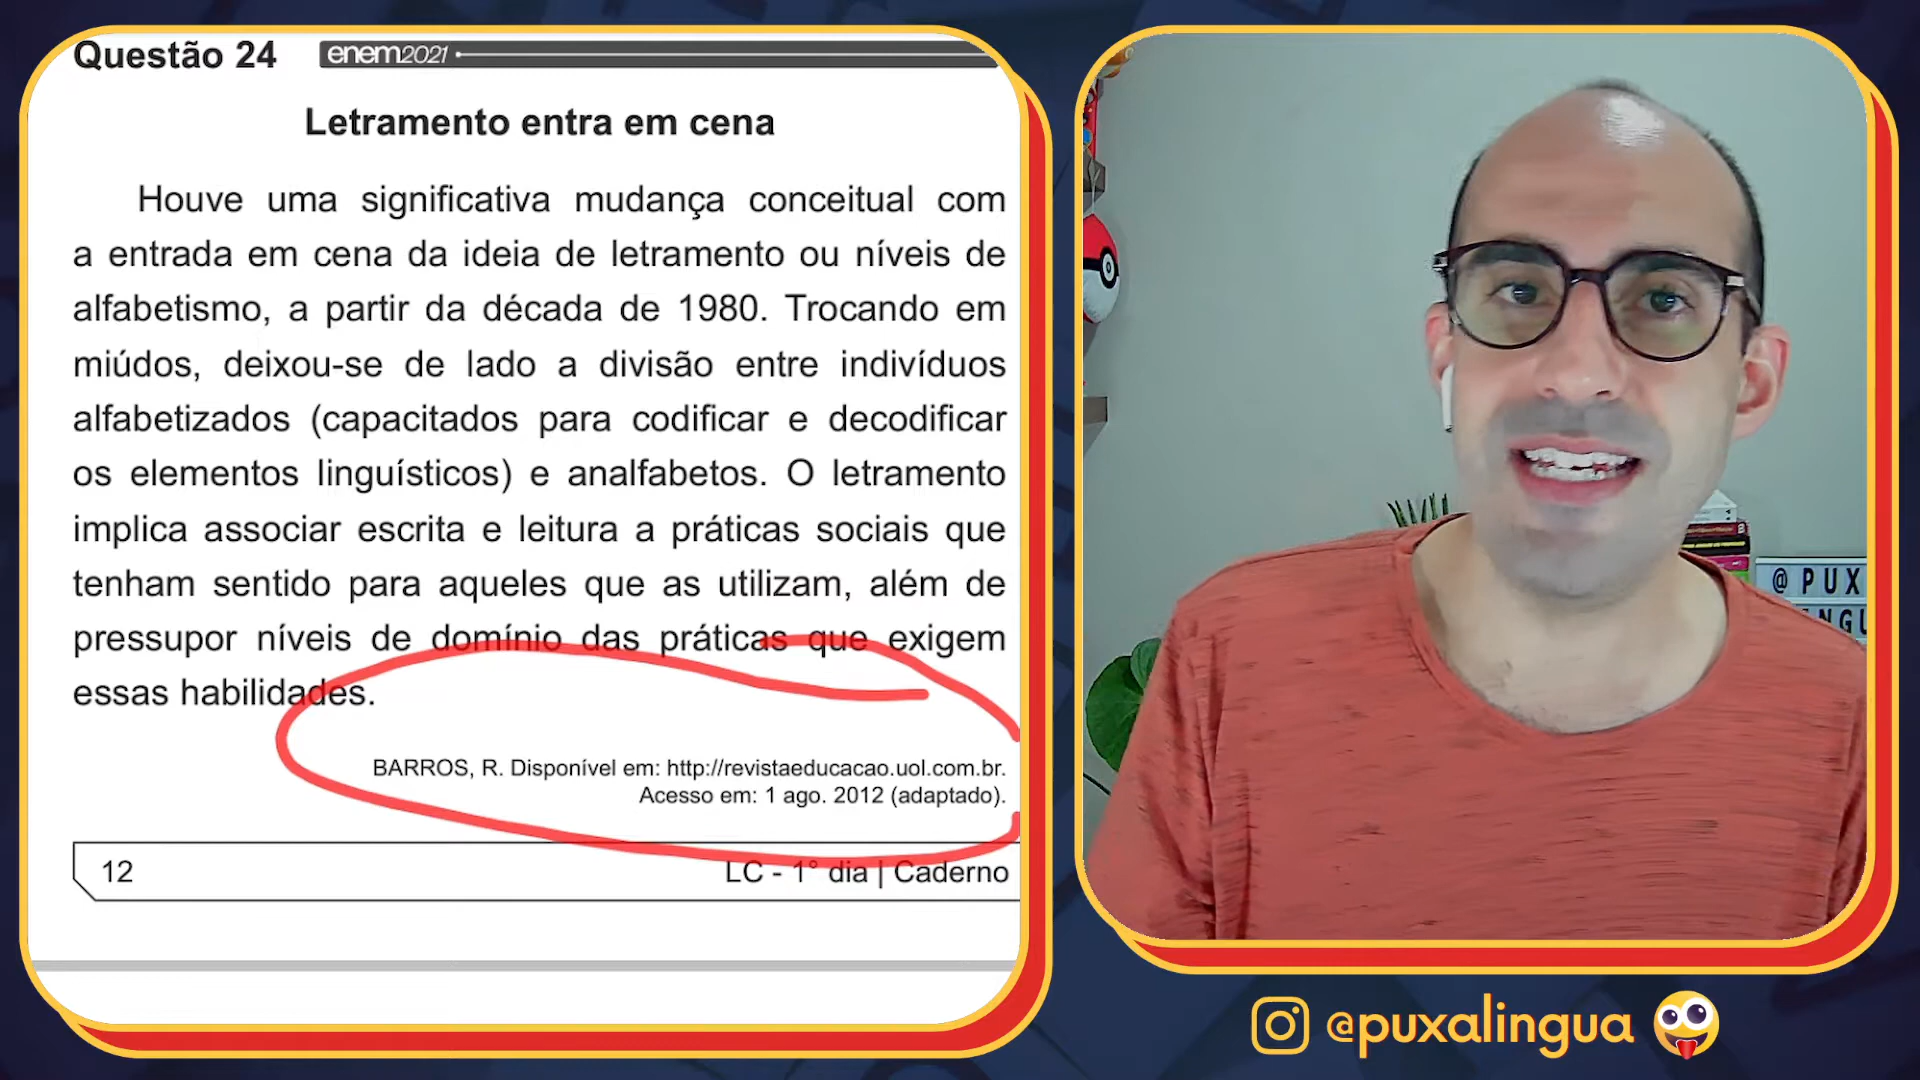 Questão 24
enem2021
Letramento entra em cena
Houve uma significativa mudança conceitual com
a entrada em cena da ideia de letramento ou níveis de
alfabetismo, a partir da década de 1980. Trocando em
miúdos, deixou-se de lado a divisão entre indivíduos
alfabetizados (capacitados para codificar e decodificar
os elementos linguísticos) e analfabetos. O letramento
implica associar escrita e leitura a práticas sociais que
tenham sentido para aqueles que as utilizam, além de
pressupor níveis de domínio das práticas que exigem
essas habilidades.
BARROS, R. Disponível em: http://revistaeducacao.uol.com.br.
Acesso em: 1 ago. 2012 (adaptado).
12
LC - 1° dia | Caderno
@ PUX
NGU
@puxalingua